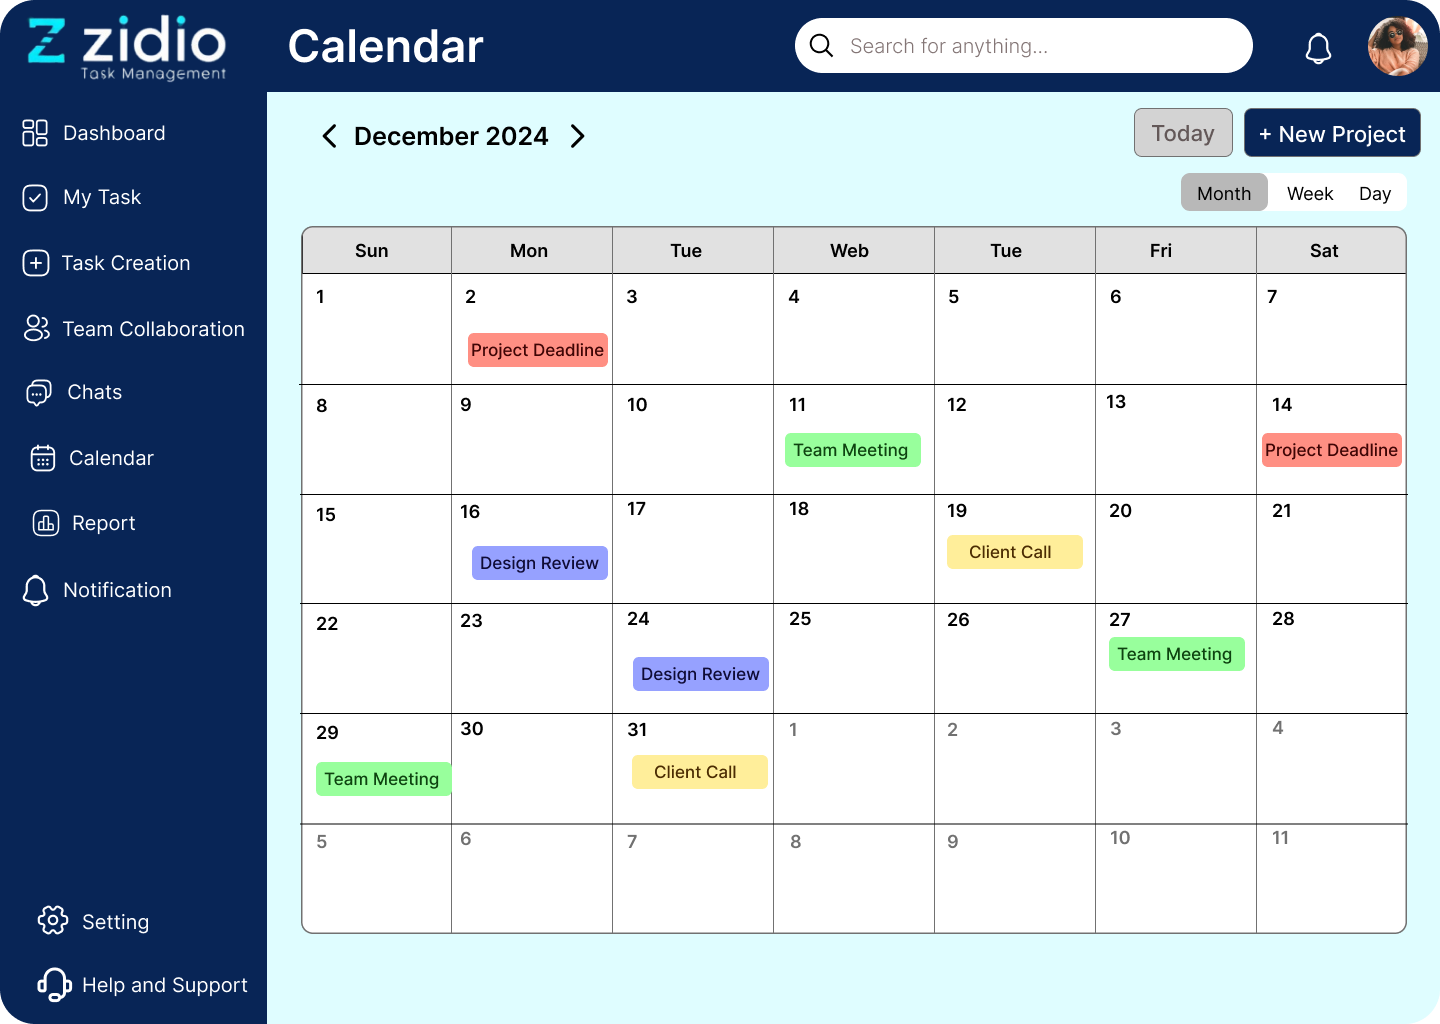 zidio
Task Management
Calendar
Search for anything...
Dashboard
My Task
Task Creation
Team Collaboration
Chats
Calendar
Report
Notification
Setting
Help and Support
December 2024
Today
+ New Project
Month Week Day
Sun Mon Tue Web Tue Fri Sat
1 2 3 4 5 6 7
Project Deadline
8 9 10 11 12 13 14
Team Meeting Project Deadline
15 16 17 18 19 20 21
Design Review Client Call
22 23 24 25 26 27 28
Design Review Team Meeting
29 30 31 1 2 3 4
Team Meeting Client Call
5 6 7 8 9 10 11